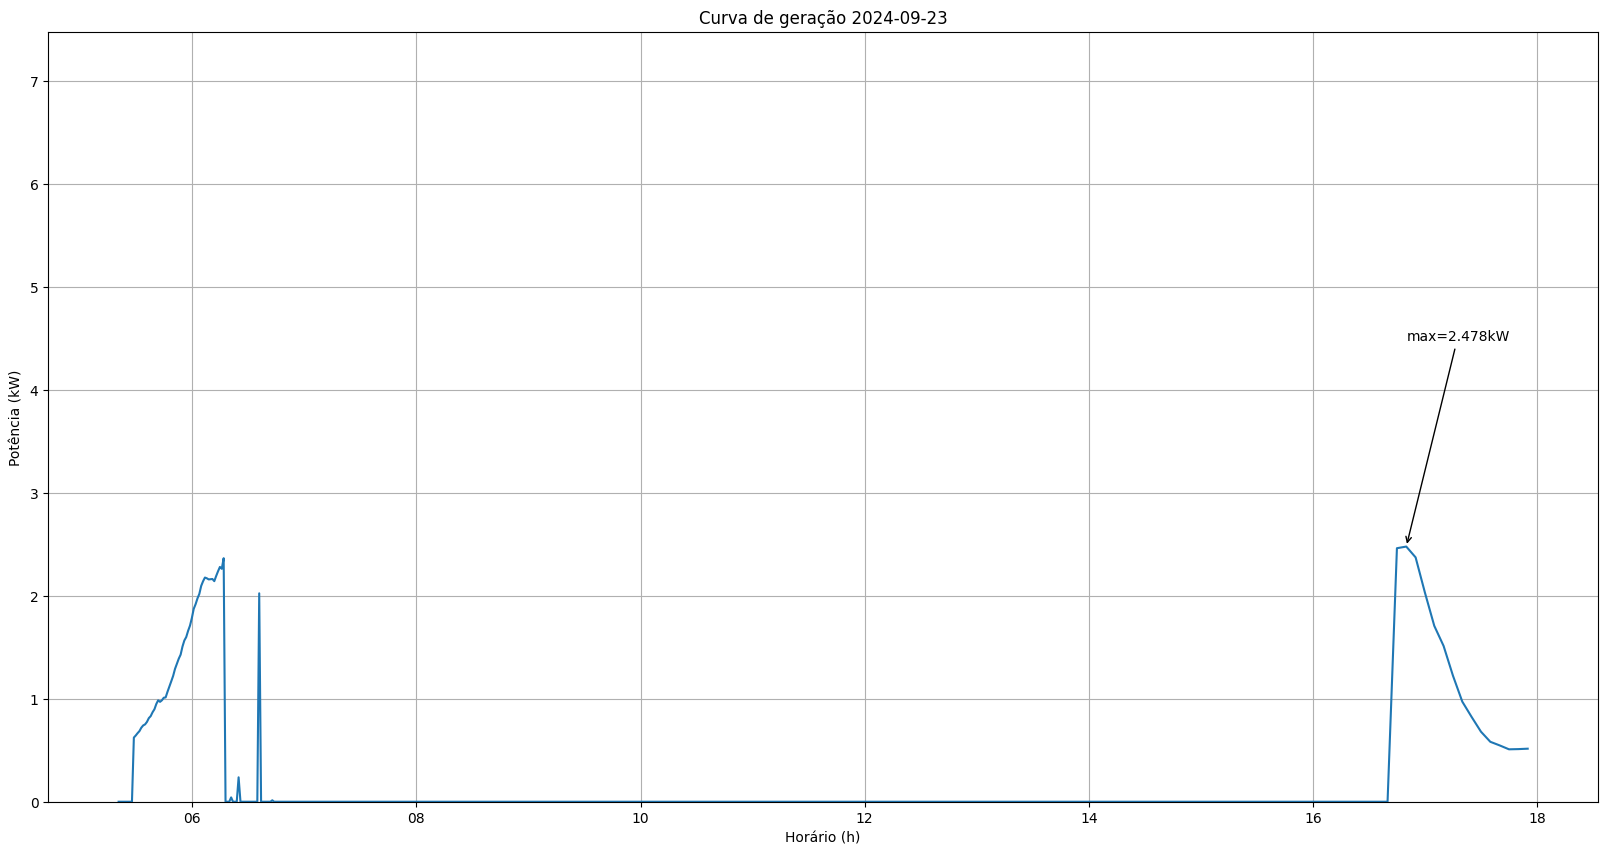 Curva de geração 2024-09-23
7
6
5
4
3
2
1
0
Potência (kW)
max=2.478kW
06 08 10 12 14 16 18
Horário (h)